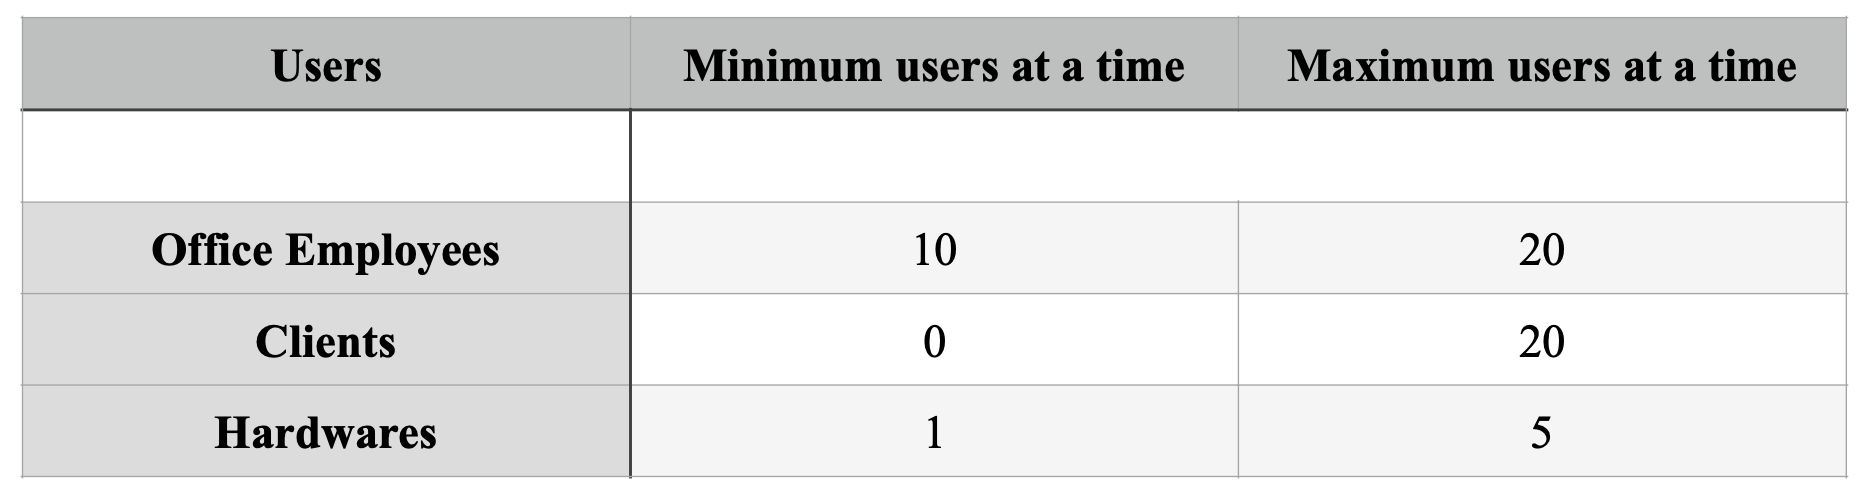 Users Minimum users at a time Maximum users at a time
Office Employees 10 20
Clients 0 20
Hardwares 1 5